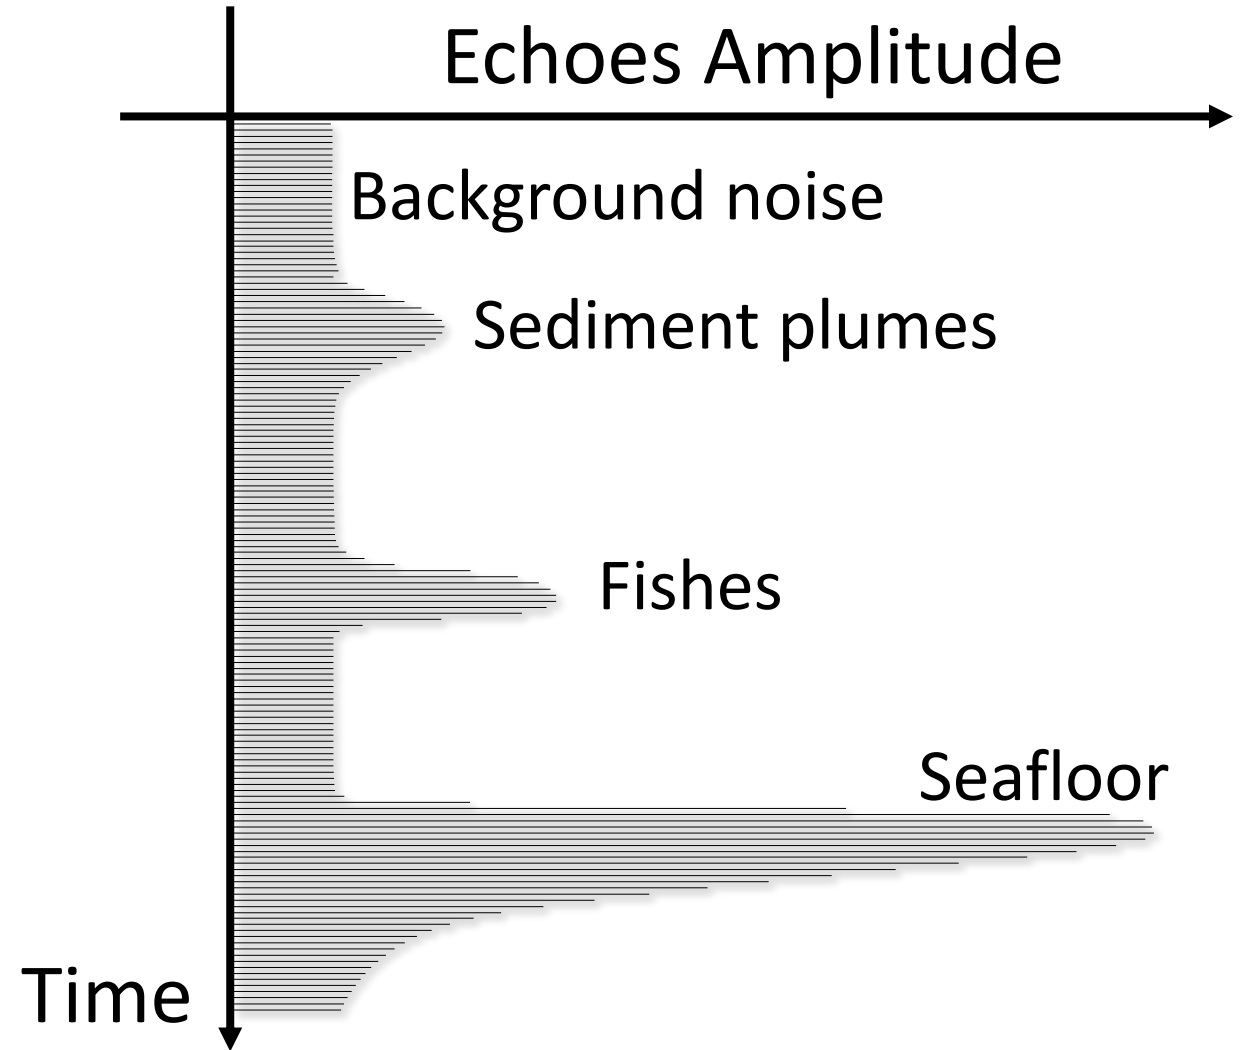 Echoes Amplitude
Background noise
Sediment plumes
Fishes
Seafloor
Time